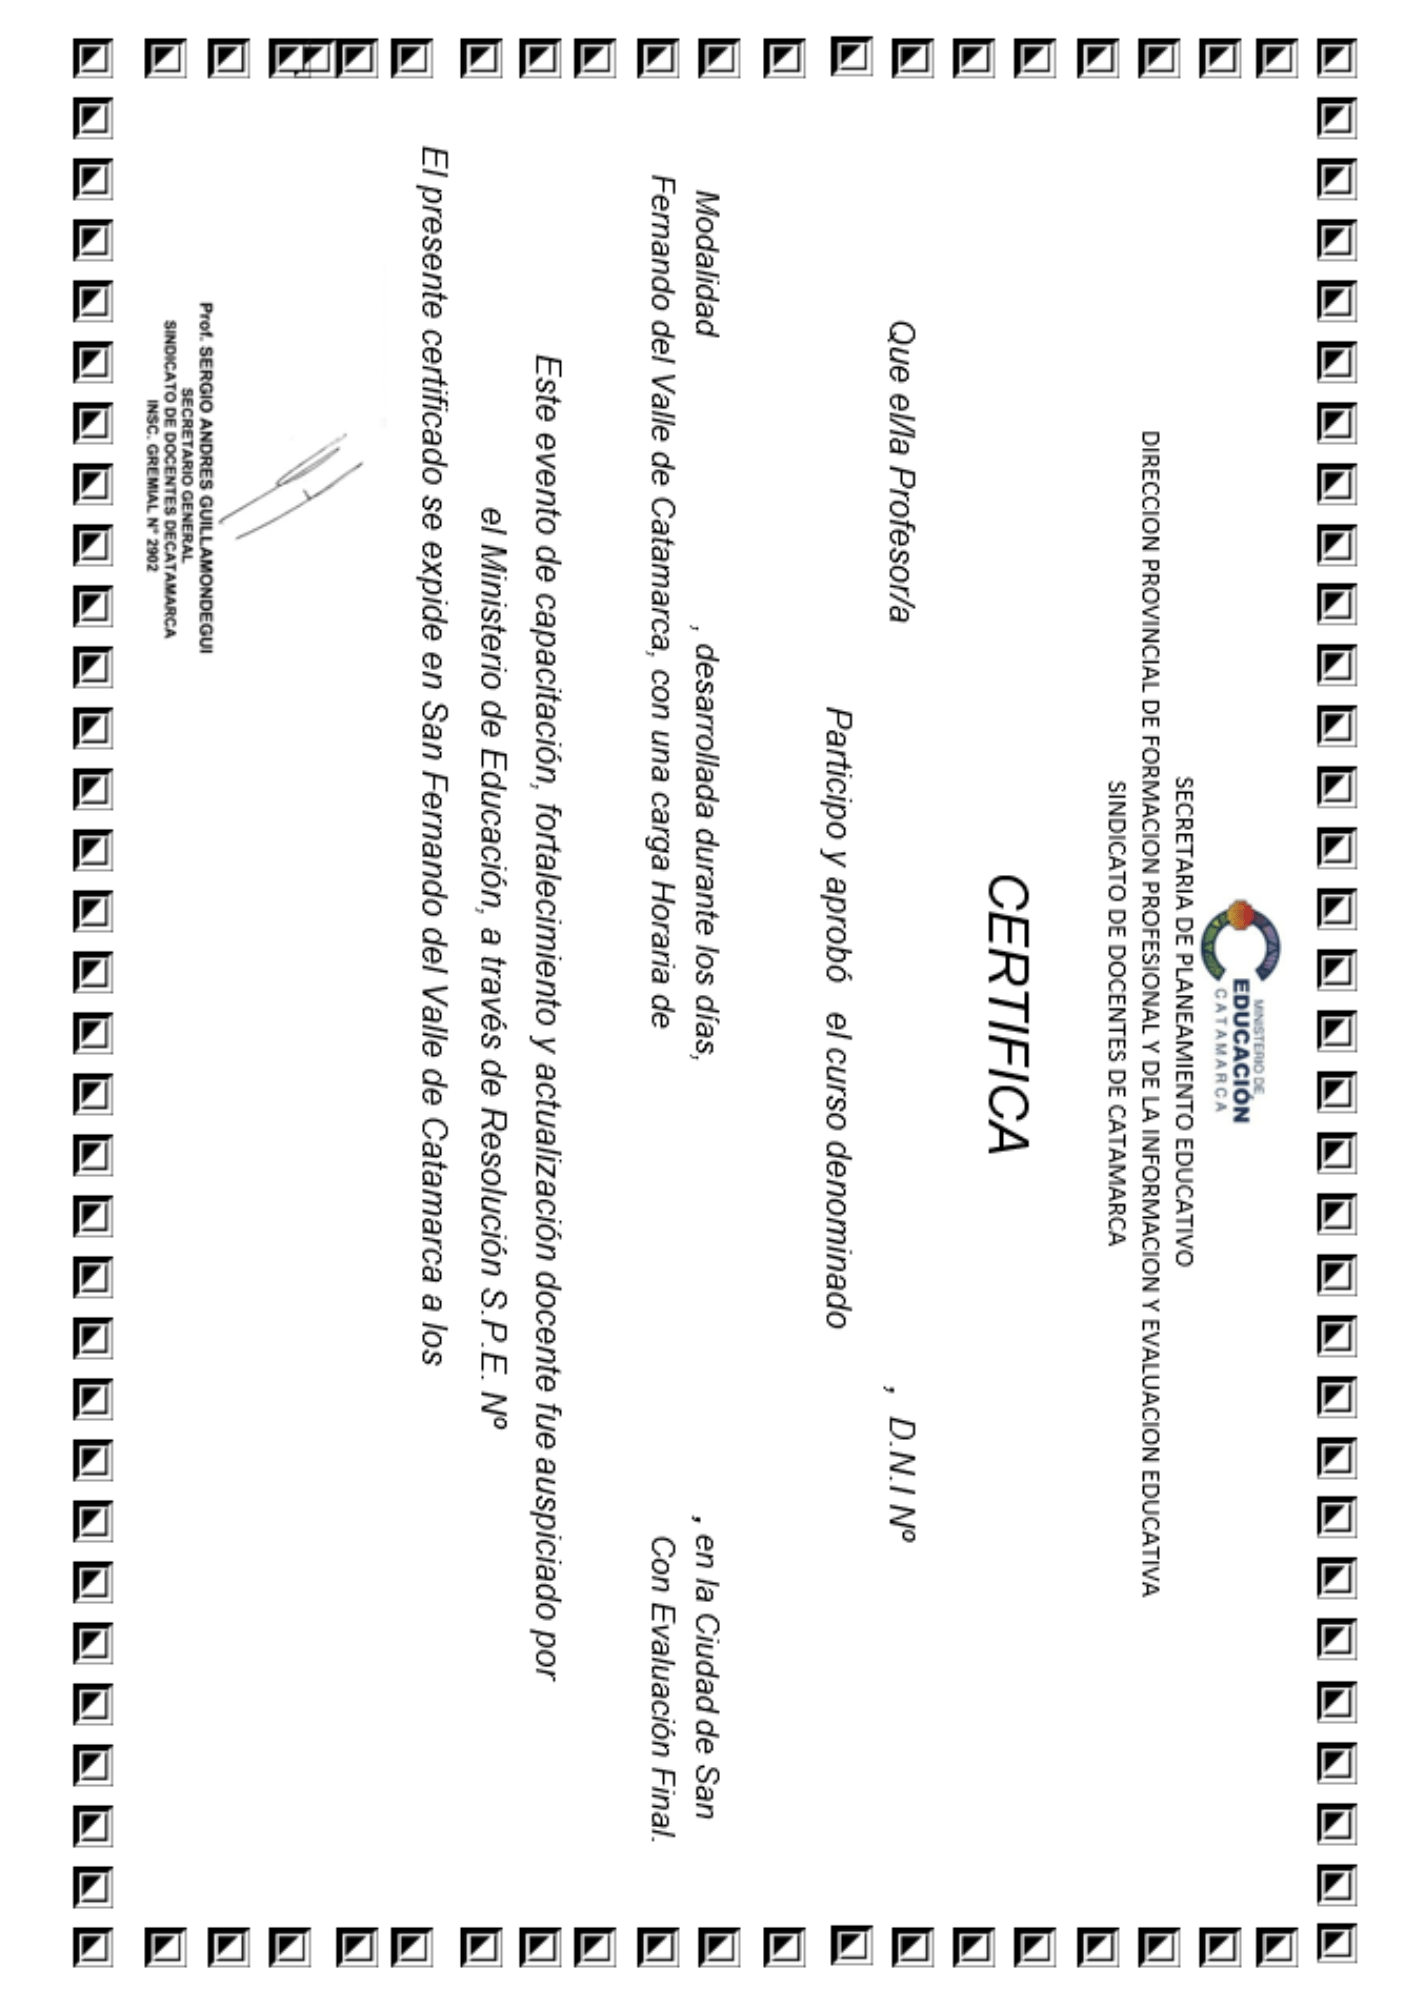 MINISTERIO DE
EDUCACIÓN
CATAMARCA
SECRETARIA DE PLANEAMIENTO EDUCATIVO
DIRECCION PROVINCIAL DE FORMACION PROFESIONAL Y DE LA INFORMACION Y EVALUACION EDUCATIVA
SINDICATO DE DOCENTES DE CATAMARCA
CERTIFICA
Que el/la Profesor/a , D.N.I Nº
Participo y aprobó el curso denominado
Modalidad , desarrollada durante los días, , en la Ciudad de San
Fernando del Valle de Catamarca, con una carga Horaria de Con Evaluación Final.
Este evento de capacitación, fortalecimiento y actualización docente fue auspiciado por
el Ministerio de Educación, a través de Resolución S.P.E. Nº
El presente certificado se expide en San Fernando del Valle de Catamarca a los
Prof. SERGIO ANDRES GUILLAMONDEGUI
SECRETARIO GENERAL
SINDICATO DE DOCENTES DECATAMARCA
INSC. GREMIAL N° 2902